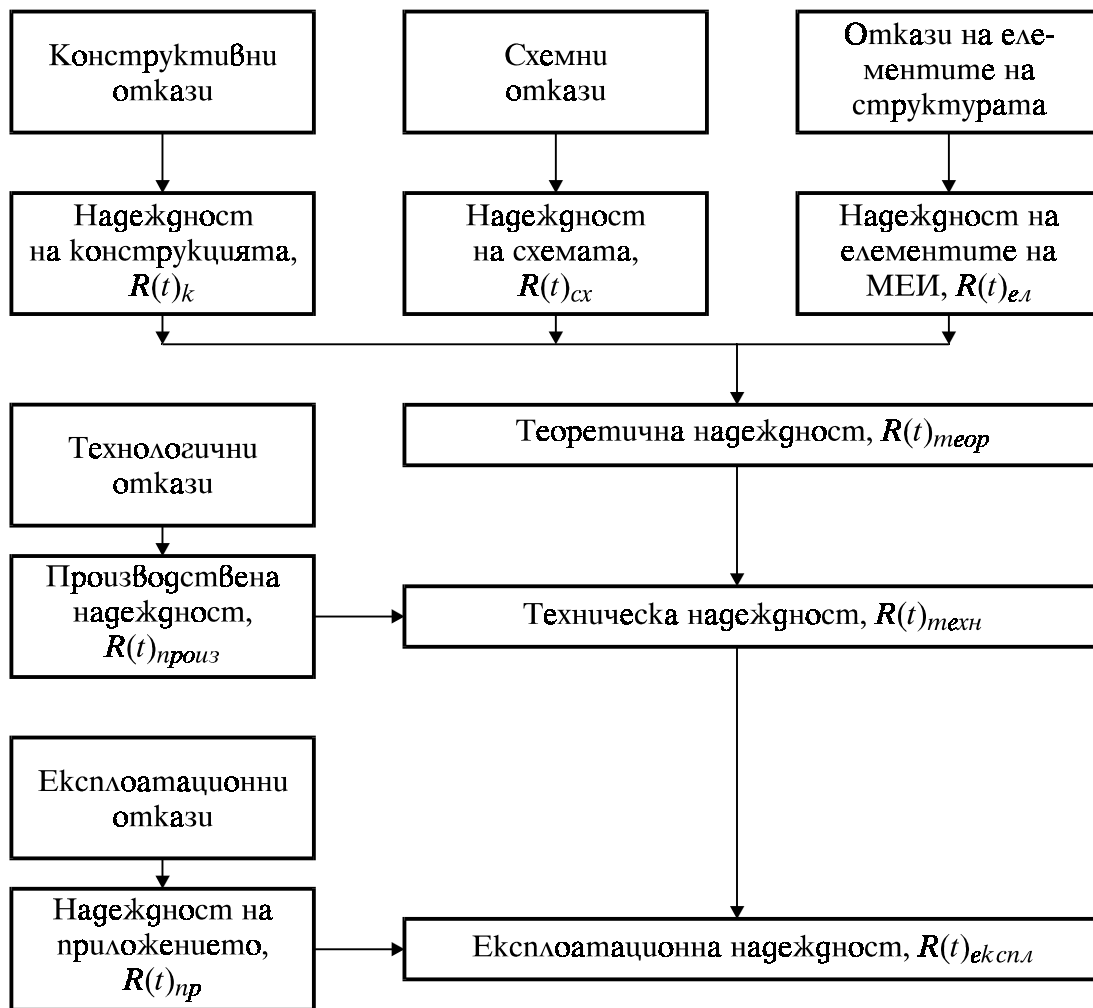 Конструктивни
откази
Схемни
откази
Откази на еле-
ментите на
структурата
Надеждност
на конструкцията,
R(t)к
Надеждност
на схемата,
R(t)сх
Надеждност на
елементите на
МЕИ, R(t)ел
Технологични
откази
Теоретична надеждност, R(t)теор
Производствена
надеждност,
R(t)произ
Техническа надеждност, R(t)техн
Експлоатационни
откази
Надеждност на
приложението,
R(t)пр
Експлоатационна надеждност, R(t)експл